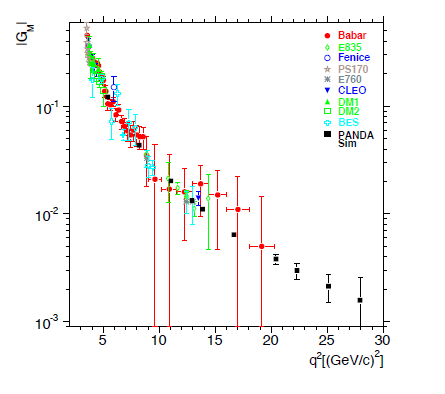 |G_M|
Babar
E835
Fenice
PS170
E760
CLEO
DM1
DM2
BES
PANDA
Sim
10⁻¹
10⁻²
10⁻³
5 10 15 20 25 30
q²[(GeV/c)²]